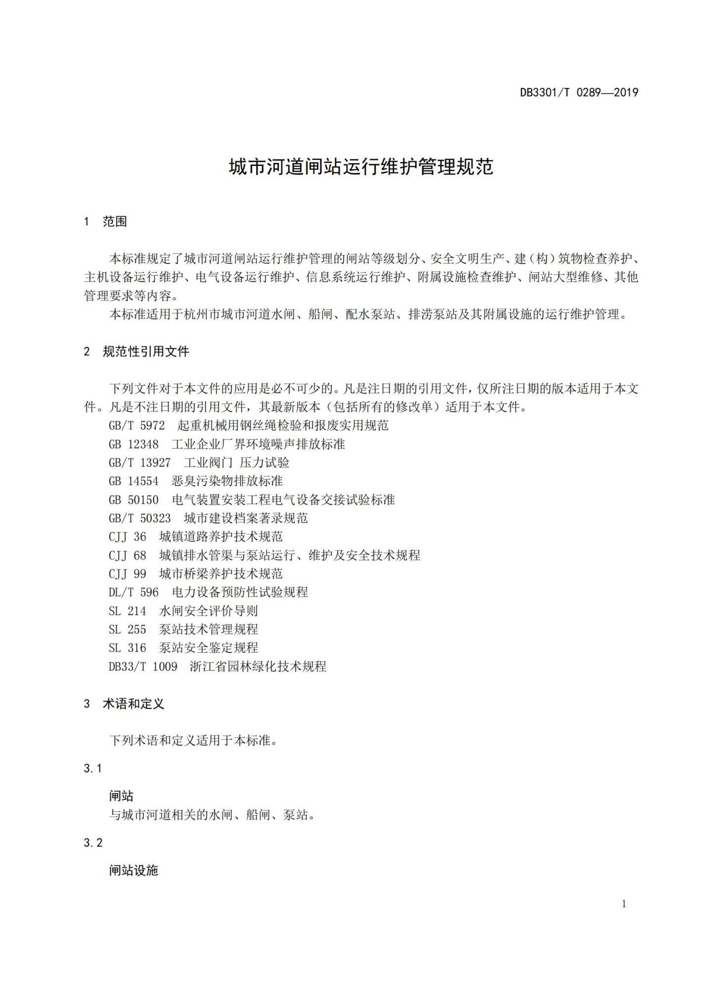 DB3301/T 0289—2019
城市河道闸站运行维护管理规范
1 范围
本标准规定了城市河道闸站运行维护管理的闸站等级划分、安全文明生产、建（构）筑物检查养护、
主机设备运行维护、电气设备运行维护、信息系统运行维护、附属设施检查维护、闸站大型维修、其他
管理要求等内容。
本标准适用于杭州市城市河道水闸、船闸、配水泵站、排涝泵站及其附属设施的运行维护管理。
2 规范性引用文件
下列文件对于本文件的应用是必不可少的。凡是注日期的引用文件，仅所注日期的版本适用于本文
件。凡是不注日期的引用文件，其最新版本（包括所有的修改单）适用于本文件。
GB/T 5972 起重机械用钢丝绳检验和报废实用规范
GB 12348 工业企业厂界环境噪声排放标准
GB/T 13927 工业阀门 压力试验
GB 14554 恶臭污染物排放标准
GB 50150 电气装置安装工程电气设备交接试验标准
GB/T 50323 城市建设档案著录规范
CJJ 36 城镇道路养护技术规范
CJJ 68 城镇排水管渠与泵站运行、维护及安全技术规程
CJJ 99 城市桥梁养护技术规范
DL/T 596 电力设备预防性试验规程
SL 214 水闸安全评价导则
SL 255 泵站技术管理规程
SL 316 泵站安全鉴定规程
DB33/T 1009 浙江省园林绿化技术规程
3 术语和定义
下列术语和定义适用于本标准。
3.1
闸站
与城市河道相关的水闸、船闸、泵站。
3.2
闸站设施
1